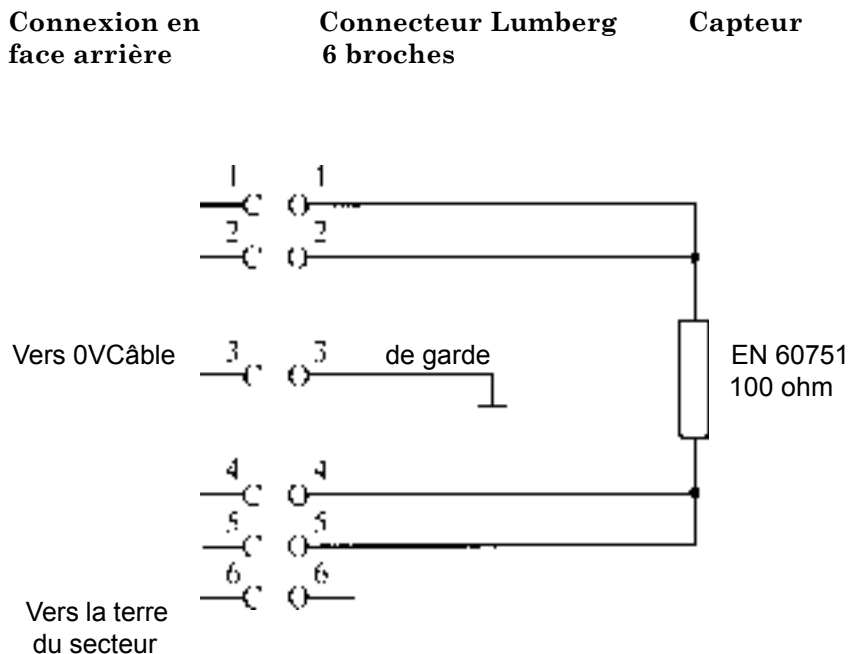 Connexion en
face arrière
Connecteur Lumberg
6 broches
Capteur
1 1
2 2
Vers 0VCâble 3 3 de garde
EN 60751
100 ohm
4 4
5 5
6 6
Vers la terre
du secteur